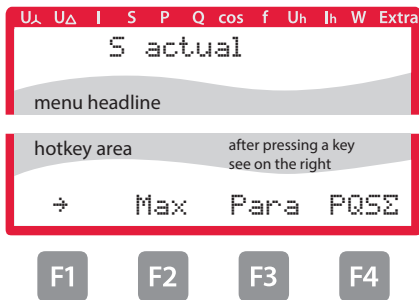 U⅄ U△ I S P Q cos f Uh Ih W Extra
S actual
menu headline
hotkey area
after pressing a key
see on the right
→ Max Para PQSΣ
F1 F2 F3 F4